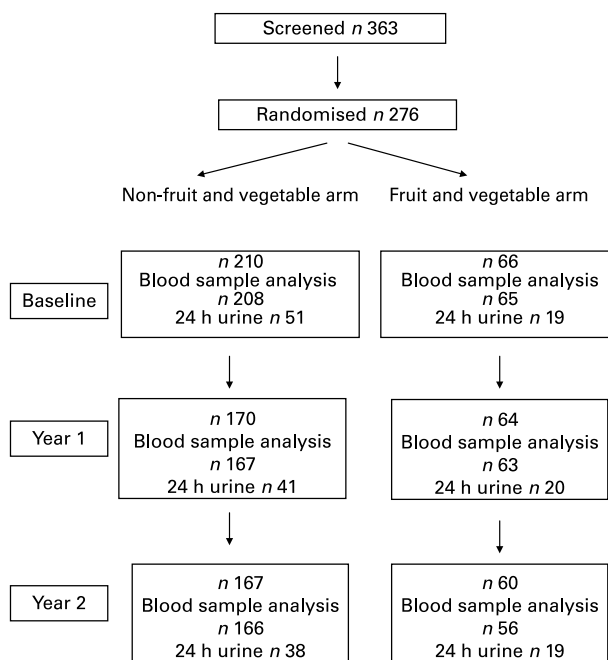 Screened n 363
Randomised n 276
Non-fruit and vegetable arm
Fruit and vegetable arm
Baseline
n 210
Blood sample analysis
n 208
24 h urine n 51
n 66
Blood sample analysis
n 65
24 h urine n 19
Year 1
n 170
Blood sample analysis
n 167
24 h urine n 41
n 64
Blood sample analysis
n 63
24 h urine n 20
Year 2
n 167
Blood sample analysis
n 166
24 h urine n 38
n 60
Blood sample analysis
n 56
24 h urine n 19